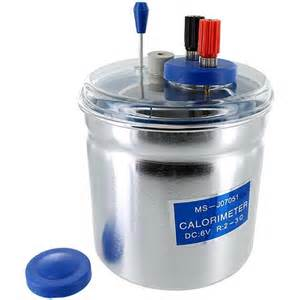 MS-J07051
CALORIMETER
DC:6V R:2-3Ω